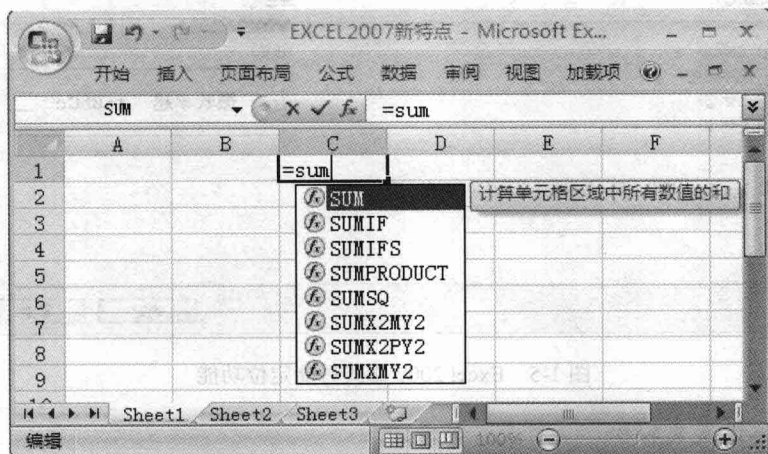 EXCEL2007新特点 - Microsoft Ex...
开始 插入 页面布局 公式 数据 审阅 视图 加载项
SUM fx =sum
A B C D E F
1 =sum
2 SUM 计算单元格区域中所有数值的和
3 SUMIF
4 SUMIFS
5 SUMPRODUCT
6 SUMSQ
7 SUMX2MY2
8 SUMX2PY2
9 SUMXMY2
Sheet1 Sheet2 Sheet3
编辑 100%